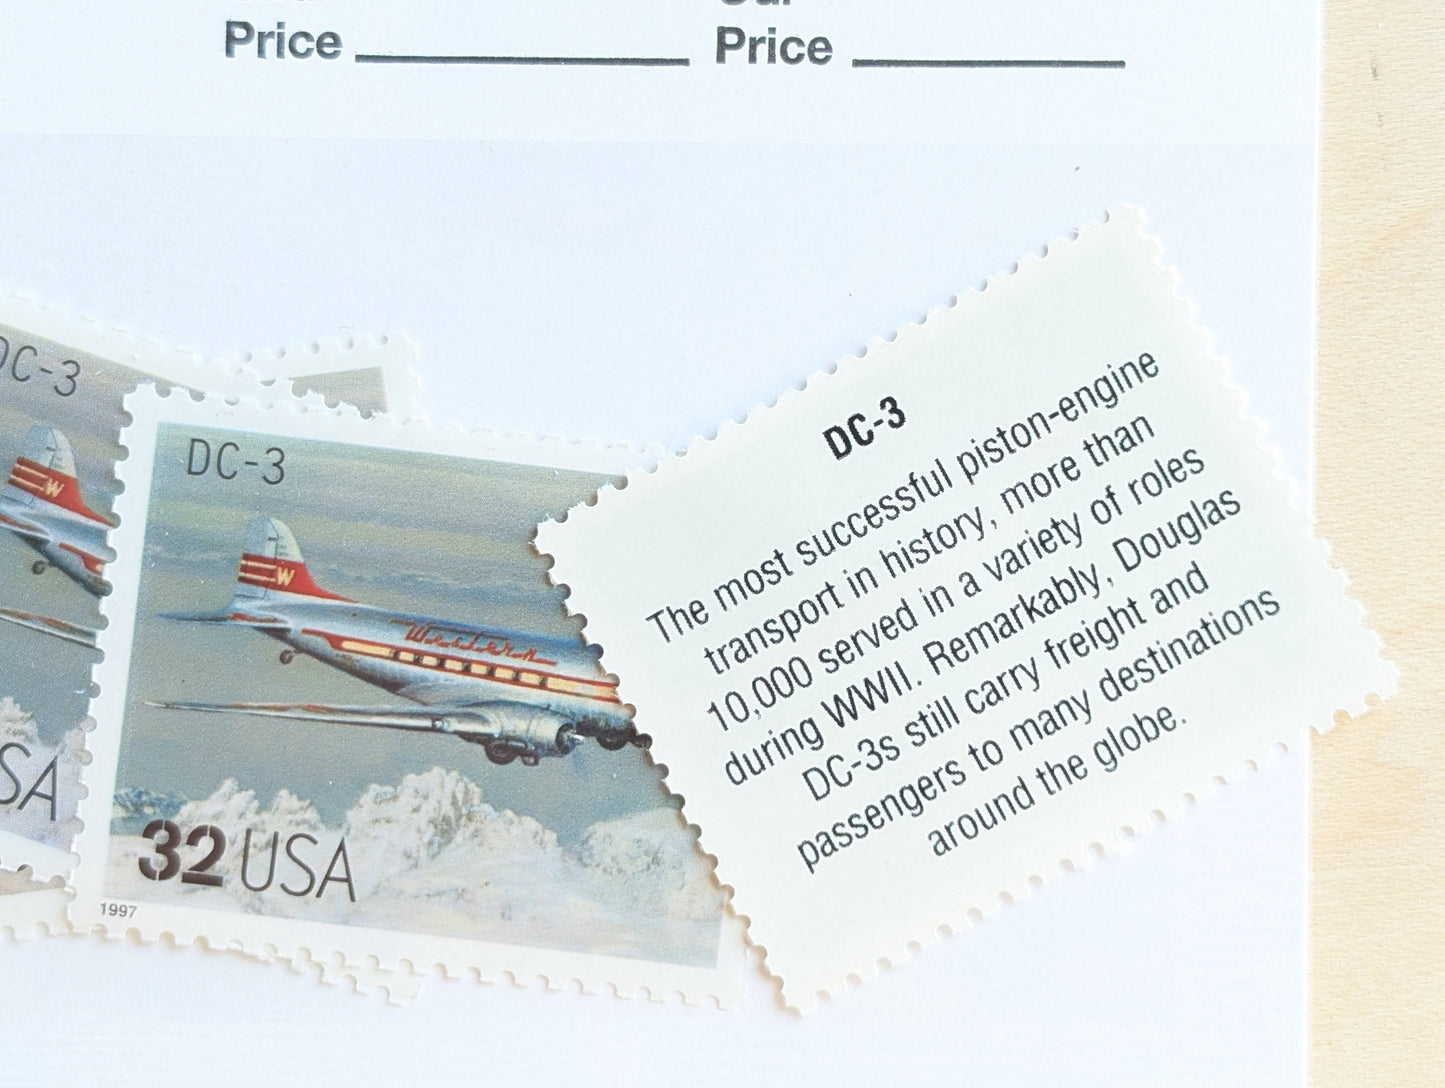 Price
Price
DC-3
DC-3
W
W
Western
USA
32 USA
1997
DC-3
The most successful piston-engine
transport in history, more than
10,000 served in a variety of roles
during WWII. Remarkably, Douglas
DC-3s still carry freight and
passengers to many destinations
around the globe.